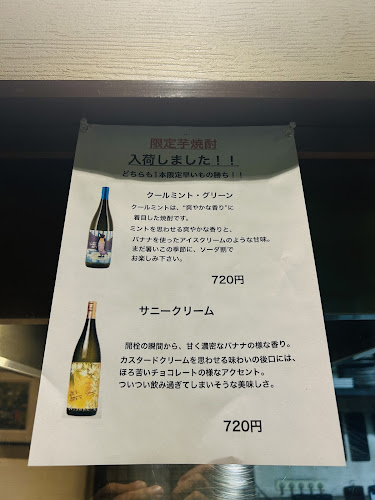 限定芋焼酎
入荷しました！！
どちらも1本限定早いもの勝ち！！
クールミント・グリーン
クールミントは、“爽やかな香り”に
着目した焼酎です。
ミントを思わせる爽やかな香りと、
バナナを使ったアイスクリームのような甘味。
まだ暑いこの季節に、ソーダ割で
お楽しみ下さい。
720円
サニークリーム
開栓の瞬間から、甘く濃密なバナナの様な香り。
カスタードクリームを思わせる味わいの後口には、
ほろ苦いチョコレートの様なアクセント。
ついつい飲み過ぎてしまいそうな美味しさ。
720円